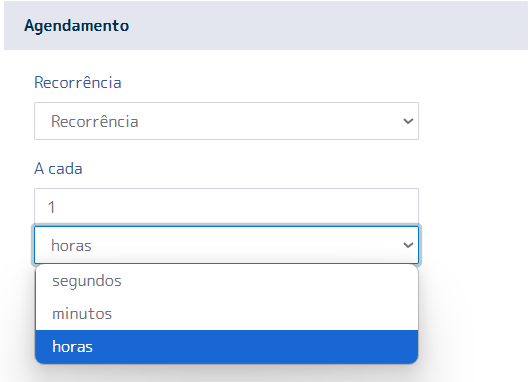 Agendamento
Recorrência
Recorrência
A cada
1
horas
segundos
minutos
horas